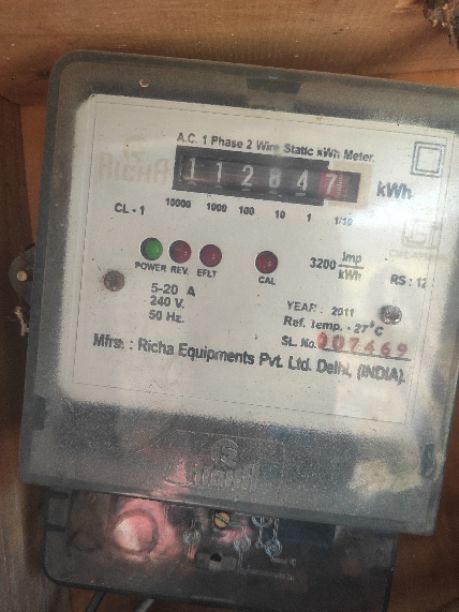 A.C. 1 Phase 2 Wire Static kWh Meter.
1 1 2 8 4 7 kWh
CL - 1 10000 1000 100 10 1 1/10
POWER REV. EFLT CAL
3200 Imp/kWh
RS : 12
5-20 A
240 V.
50 Hz.
YEAR : 2011
Ref. Temp. - 27°C
SL. No. 007469
Mfrs. : Richa Equipments Pvt. Ltd. Delhi, (INDIA).